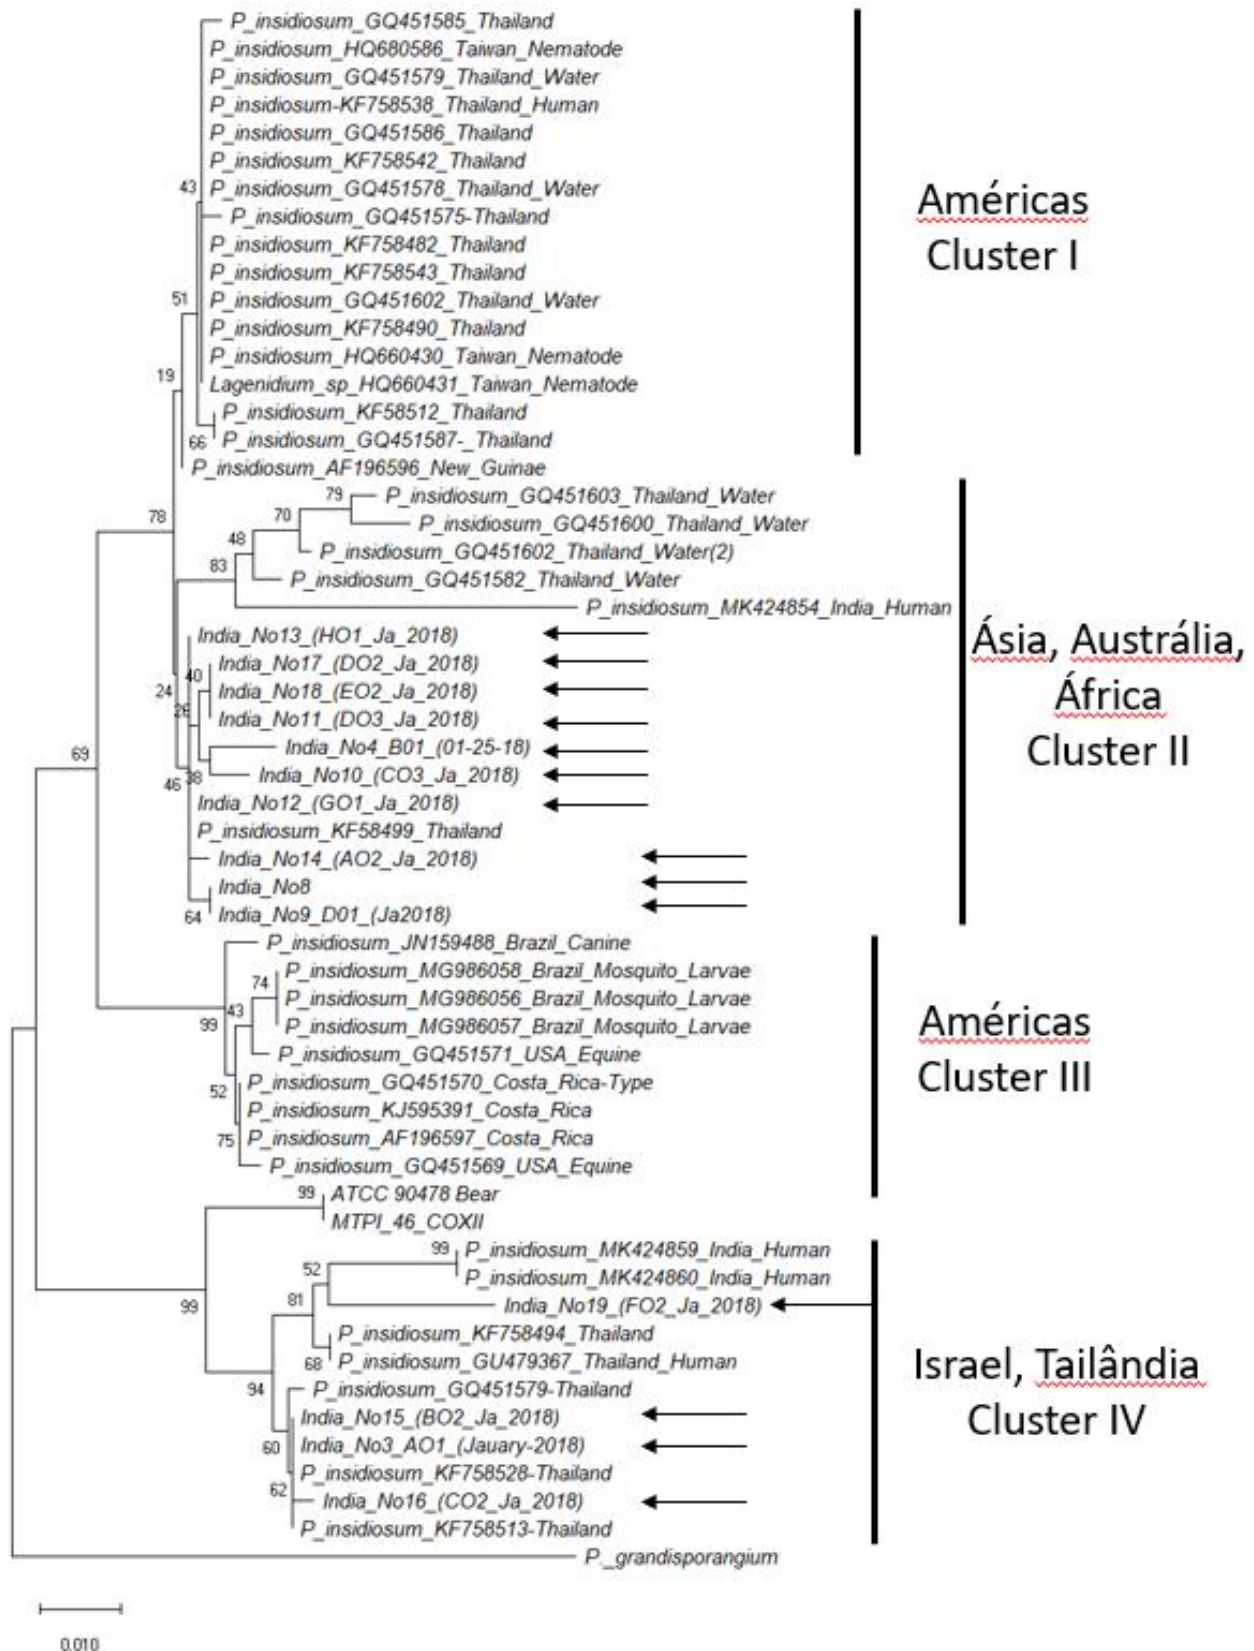 P_insidiosum_GQ451585_Thailand
P_insidiosum_HQ680586_Taiwan_Nematode
P_insidiosum_GQ451579_Thailand_Water
P_insidiosum-KF758538_Thailand_Human
P_insidiosum_GQ451586_Thailand
P_insidiosum_KF758542_Thailand
43
P_insidiosum_GQ451578_Thailand_Water
P_insidiosum_GQ451575-Thailand
P_insidiosum_KF758482_Thailand
P_insidiosum_KF758543_Thailand
51
P_insidiosum_GQ451602_Thailand_Water
P_insidiosum_KF758490_Thailand
P_insidiosum_HQ660430_Taiwan_Nematode
19
Lagenidium_sp_HQ660431_Taiwan_Nematode
P_insidiosum_KF58512_Thailand
66
P_insidiosum_GQ451587-_Thailand
P_insidiosum_AF196596_New_Guinae
Américas
Cluster I
79
P_insidiosum_GQ451603_Thailand_Water
78
70
P_insidiosum_GQ451600_Thailand_Water
48
P_insidiosum_GQ451602_Thailand_Water(2)
83
P_insidiosum_GQ451582_Thailand_Water
P_insidiosum_MK424854_India_Human
India_No13_(HO1_Ja_2018)
India_No17_(DO2_Ja_2018)
40
24
India_No18_(EO2_Ja_2018)
26
India_No11_(DO3_Ja_2018)
69
India_No4_B01_(01-25-18)
46
38
India_No10_(CO3_Ja_2018)
India_No12_(GO1_Ja_2018)
P_insidiosum_KF58499_Thailand
India_No14_(AO2_Ja_2018)
India_No8
64
India_No9_D01_(Ja2018)
Ásia, Austrália,
África
Cluster II
P_insidiosum_JN159488_Brazil_Canine
74
P_insidiosum_MG986058_Brazil_Mosquito_Larvae
P_insidiosum_MG986056_Brazil_Mosquito_Larvae
99
43
P_insidiosum_MG986057_Brazil_Mosquito_Larvae
P_insidiosum_GQ451571_USA_Equine
52
P_insidiosum_GQ451570_Costa_Rica-Type
P_insidiosum_KJ595391_Costa_Rica
75
P_insidiosum_AF196597_Costa_Rica
P_insidiosum_GQ451569_USA_Equine
Américas
Cluster III
99
ATCC 90478 Bear
MTPI_46_COXII
99
P_insidiosum_MK424859_India_Human
52
P_insidiosum_MK424860_India_Human
99
81
India_No19_(FO2_Ja_2018)
P_insidiosum_KF758494_Thailand
68
P_insidiosum_GU479367_Thailand_Human
94
P_insidiosum_GQ451579-Thailand
India_No15_(BO2_Ja_2018)
60
India_No3_AO1_(Jauary-2018)
P_insidiosum_KF758528-Thailand
62
India_No16_(CO2_Ja_2018)
P_insidiosum_KF758513-Thailand
Israel, Tailândia
Cluster IV
P._grandisporangium
0.010